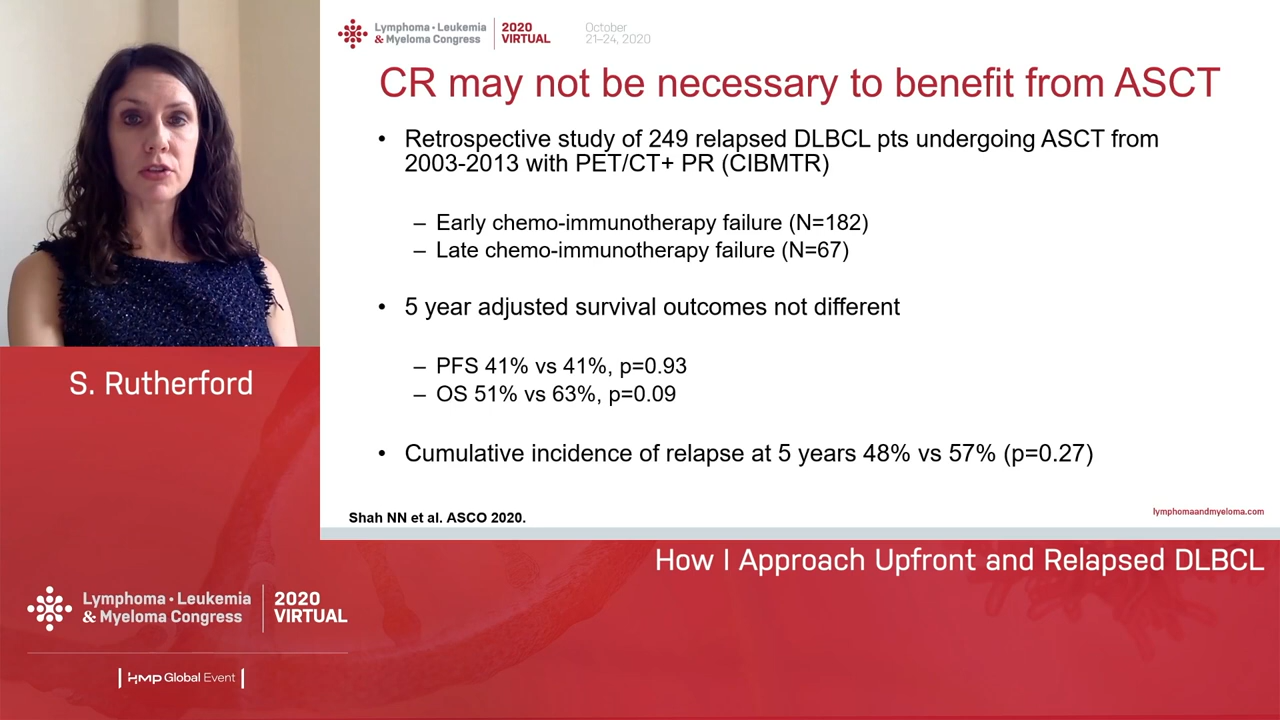 Lymphoma • Leukemia
& Myeloma Congress
2020
VIRTUAL
October
21–24, 2020
CR may not be necessary to benefit from ASCT
• Retrospective study of 249 relapsed DLBCL pts undergoing ASCT from
2003-2013 with PET/CT+ PR (CIBMTR)
– Early chemo-immunotherapy failure (N=182)
– Late chemo-immunotherapy failure (N=67)
• 5 year adjusted survival outcomes not different
– PFS 41% vs 41%, p=0.93
– OS 51% vs 63%, p=0.09
• Cumulative incidence of relapse at 5 years 48% vs 57% (p=0.27)
Shah NN et al. ASCO 2020.
lymphomaandmyeloma.com
S. Rutherford
How I Approach Upfront and Relapsed DLBCL
Lymphoma • Leukemia
& Myeloma Congress
2020
VIRTUAL
HMP Global Event